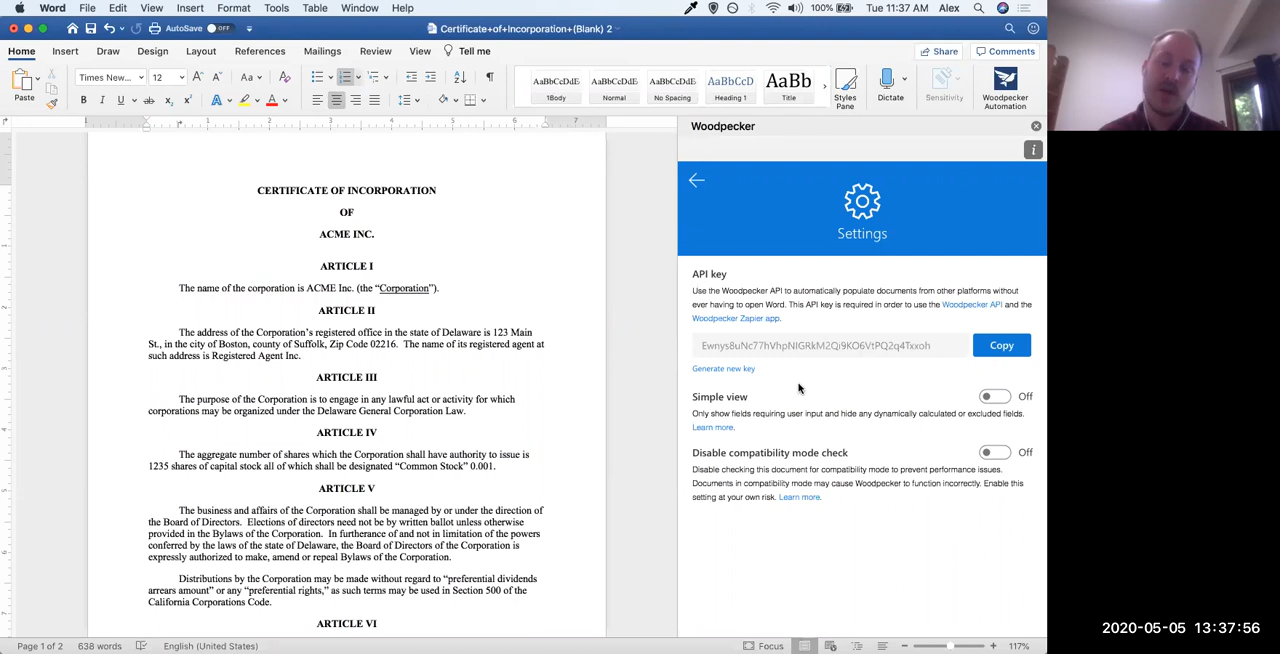 Word File Edit View Insert Format Tools Table Window Help 100% Tue 11:37 AM Alex
AutoSave OFF Certificate+of+Incorporation+(Blank) 2
Home Insert Draw Design Layout References Mailings Review View Tell me Share Comments
Paste
Times New... 12
AaBbCcDdE AaBbCcDdE AaBbCcDdE AaBbCcD AaBb
1Body Normal No Spacing Heading 1 Title
Styles Pane
Dictate
Sensitivity
Woodpecker Automation
1 1 2 3 4 5 6 7
CERTIFICATE OF INCORPORATION
OF
ACME INC.
ARTICLE I
The name of the corporation is ACME Inc. (the “Corporation”).
ARTICLE II
The address of the Corporation’s registered office in the state of Delaware is 123 Main
St., in the city of Boston, county of Suffolk, Zip Code 02216. The name of its registered agent at
such address is Registered Agent Inc.
ARTICLE III
The purpose of the Corporation is to engage in any lawful act or activity for which
corporations may be organized under the Delaware General Corporation Law.
ARTICLE IV
The aggregate number of shares which the Corporation shall have authority to issue is
1235 shares of capital stock all of which shall be designated “Common Stock” 0.001.
ARTICLE V
The business and affairs of the Corporation shall be managed by or under the direction of
the Board of Directors. Elections of directors need not be by written ballot unless otherwise
provided in the Bylaws of the Corporation. In furtherance of and not in limitation of the powers
conferred by the laws of the state of Delaware, the Board of Directors of the Corporation is
expressly authorized to make, amend or repeal Bylaws of the Corporation.
Distributions by the Corporation may be made without regard to “preferential dividends
arrears amount” or any “preferential rights,” as such terms may be used in Section 500 of the
California Corporations Code.
ARTICLE VI
Woodpecker
Settings
API key
Use the Woodpecker API to automatically populate documents from other platforms without
ever having to open Word. This API key is required in order to use the Woodpecker API and the
Woodpecker Zapier app.
Ewnys8uNc77hVhpNIGRkM2Qi9KO6VtPQ2q4Txxoh Copy
Generate new key
Simple view Off
Only show fields requiring user input and hide any dynamically calculated or excluded fields.
Learn more.
Disable compatibility mode check Off
Disable checking this document for compatibility mode to prevent performance issues.
Documents in compatibility mode may cause Woodpecker to function incorrectly. Enable this
setting at your own risk. Learn more.
Page 1 of 2 638 words English (United States) Focus 117%
2020-05-05 13:37:56